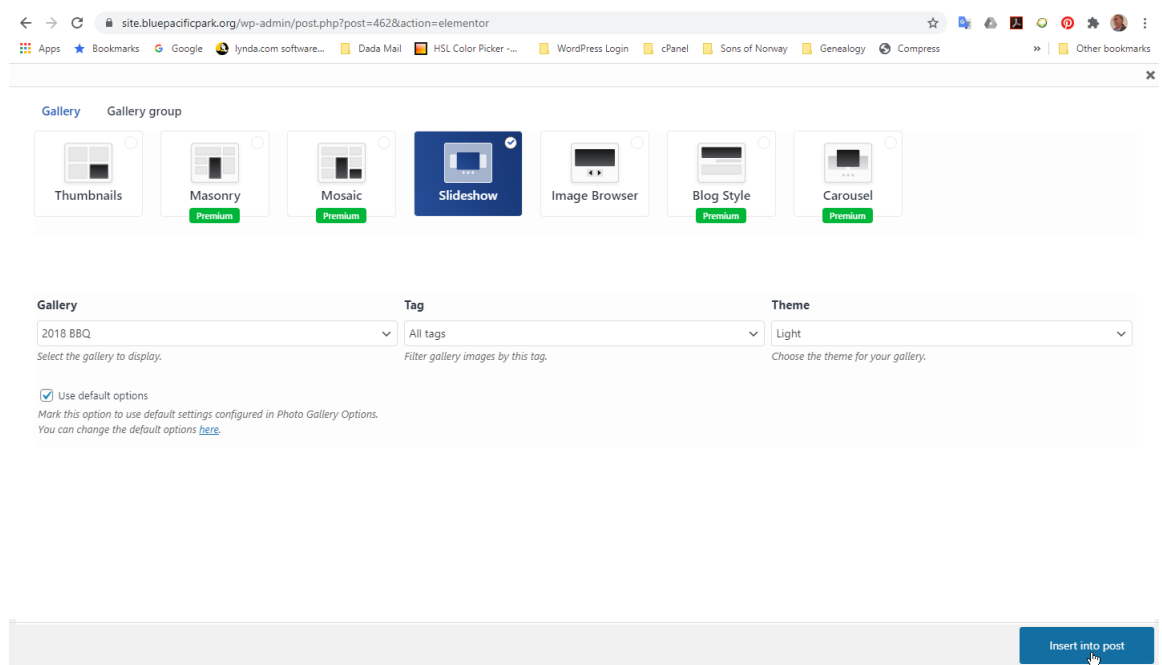 site.bluepacificpark.org/wp-admin/post.php?post=462&action=elementor
Apps Bookmarks Google lynda.com software... Dada Mail HSL Color Picker -... WordPress Login cPanel Sons of Norway Genealogy Compress » Other bookmarks
Gallery Gallery group
Thumbnails Masonry Mosaic Slideshow Image Browser Blog Style Carousel
Premium Premium Premium Premium
Gallery Tag Theme
2018 BBQ All tags Light
Select the gallery to display. Filter gallery images by this tag. Choose the theme for your gallery.
Use default options
Mark this option to use default settings configured in Photo Gallery Options.
You can change the default options here.
Insert into post